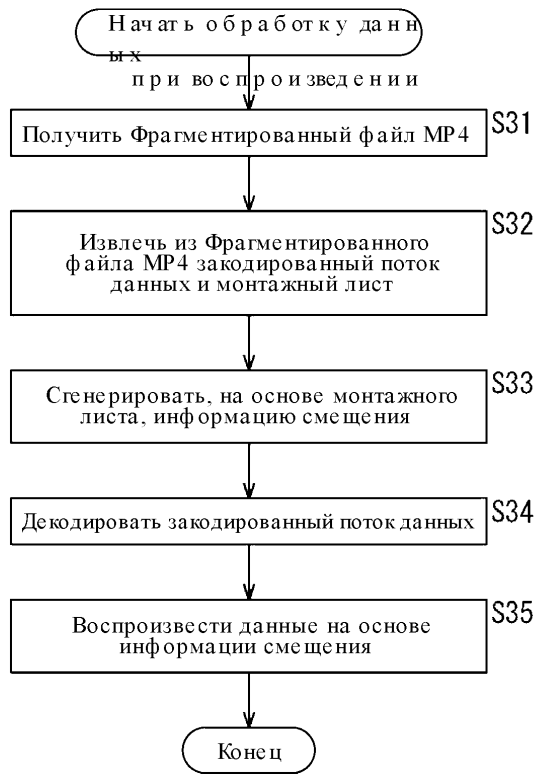 Начать обработку данн
ых
при воспроизведении
S31
Получить Фрагментированный файл MP4
S32
Извлечь из Фрагментированного
файла MP4 закодированный поток
данных и монтажный лист
S33
Сгенерировать, на основе монтажного
листа, информацию смещения
S34
Декодировать закодированный поток данных
S35
Воспроизвести данные на основе
информации смещения
Конец